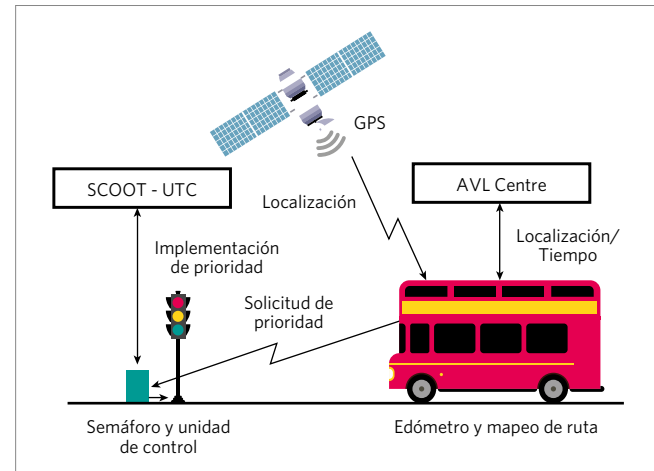 GPS
SCOOT - UTC
AVL Centre
Localización
Localización/
Tiempo
Implementación
de prioridad
Solicitud de
prioridad
Semáforo y unidad
de control
Edómetro y mapeo de ruta